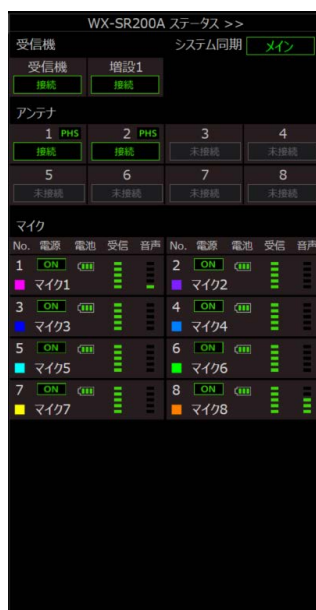 WX-SR200A ステータス >>
受信機 システム同期 メイン
受信機 増設1
接続 接続
アンテナ
1 PHS 2 PHS 3 4
接続 接続 未接続 未接続
5 6 7 8
未接続 未接続 未接続 未接続
マイク
No. 電源 電池 受信 音声 No. 電源 電池 受信 音声
1 ON 2 ON
マイク1 マイク2
3 ON 4 ON
マイク3 マイク4
5 ON 6 ON
マイク5 マイク6
7 ON 8 ON
マイク7 マイク8